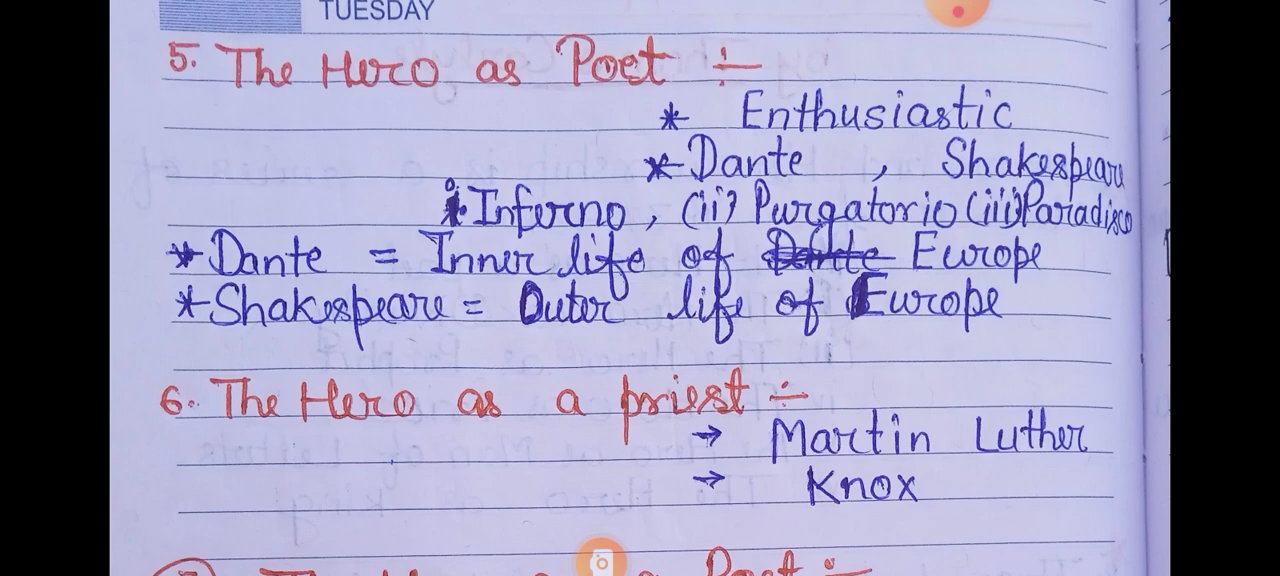 TUESDAY
5. The Hero as Poet ÷
* Enthusiastic
* Dante , Shakespeare
i Inferno , (ii) Purgatorio (iii) Paradiso
* Dante = Inner life of Europe
* Shakespeare = Outer life of Europe
6. The Hero as a priest ÷
→ Martin Luther
→ Knox
Poet